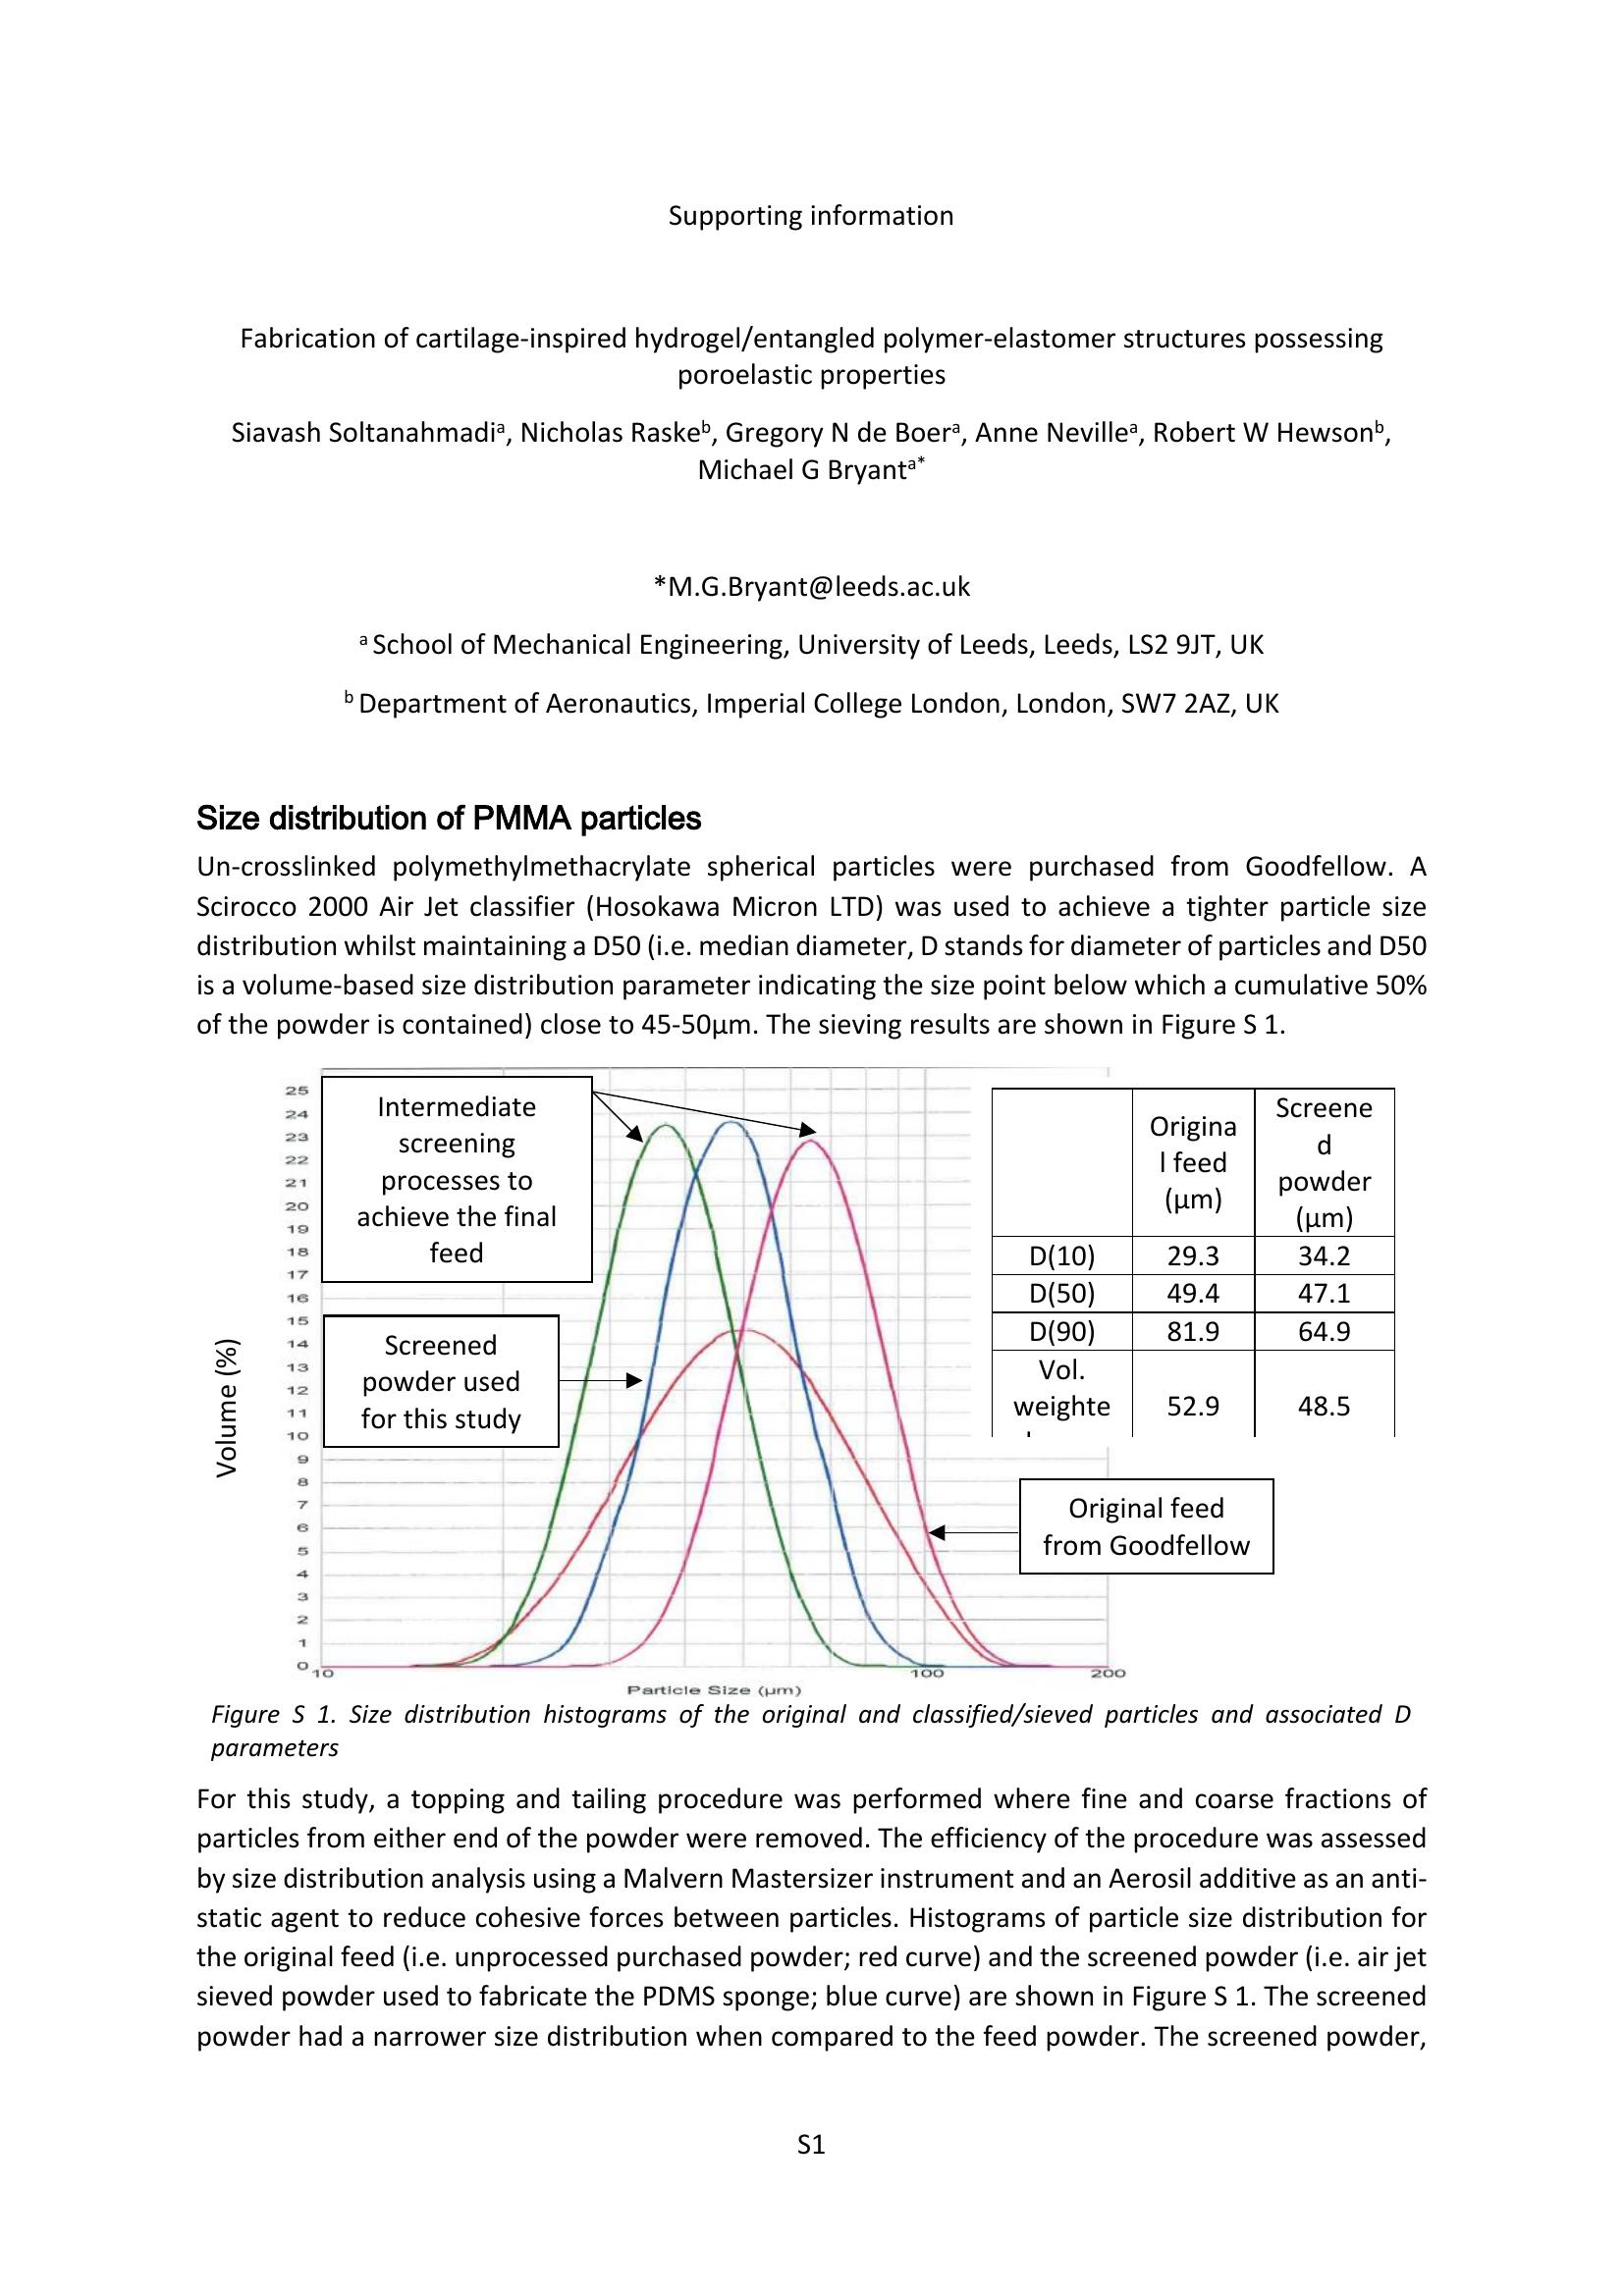 Supporting information
Fabrication of cartilage-inspired hydrogel/entangled polymer-elastomer structures possessing
poroelastic properties
Siavash Soltanahmadiᵃ, Nicholas Raskeᵇ, Gregory N de Boerᵃ, Anne Nevilleᵃ, Robert W Hewsonᵇ,
Michael G Bryantᵃ*
*M.G.Bryant@leeds.ac.uk
ᵃ School of Mechanical Engineering, University of Leeds, Leeds, LS2 9JT, UK
ᵇ Department of Aeronautics, Imperial College London, London, SW7 2AZ, UK
Size distribution of PMMA particles
Un-crosslinked polymethylmethacrylate spherical particles were purchased from Goodfellow. A
Scirocco 2000 Air Jet classifier (Hosokawa Micron LTD) was used to achieve a tighter particle size
distribution whilst maintaining a D50 (i.e. median diameter, D stands for diameter of particles and D50
is a volume-based size distribution parameter indicating the size point below which a cumulative 50%
of the powder is contained) close to 45-50µm. The sieving results are shown in Figure S 1.
Volume (%)
25
24
23
22
21
20
19
18
17
16
15
14
13
12
11
10
9
8
7
6
5
4
3
2
1
0
Intermediate
screening
processes to
achieve the final
feed
Screened
powder used
for this study
Origina
l feed
(µm)
Screene
d
powder
(µm)
D(10) 29.3 34.2
D(50) 49.4 47.1
D(90) 81.9 64.9
Vol.
weighte
52.9 48.5
Original feed
from Goodfellow
10 100 200
Particle Size (µm)
Figure S 1. Size distribution histograms of the original and classified/sieved particles and associated D
parameters
For this study, a topping and tailing procedure was performed where fine and coarse fractions of
particles from either end of the powder were removed. The efficiency of the procedure was assessed
by size distribution analysis using a Malvern Mastersizer instrument and an Aerosil additive as an anti-
static agent to reduce cohesive forces between particles. Histograms of particle size distribution for
the original feed (i.e. unprocessed purchased powder; red curve) and the screened powder (i.e. air jet
sieved powder used to fabricate the PDMS sponge; blue curve) are shown in Figure S 1. The screened
powder had a narrower size distribution when compared to the feed powder. The screened powder,
S1